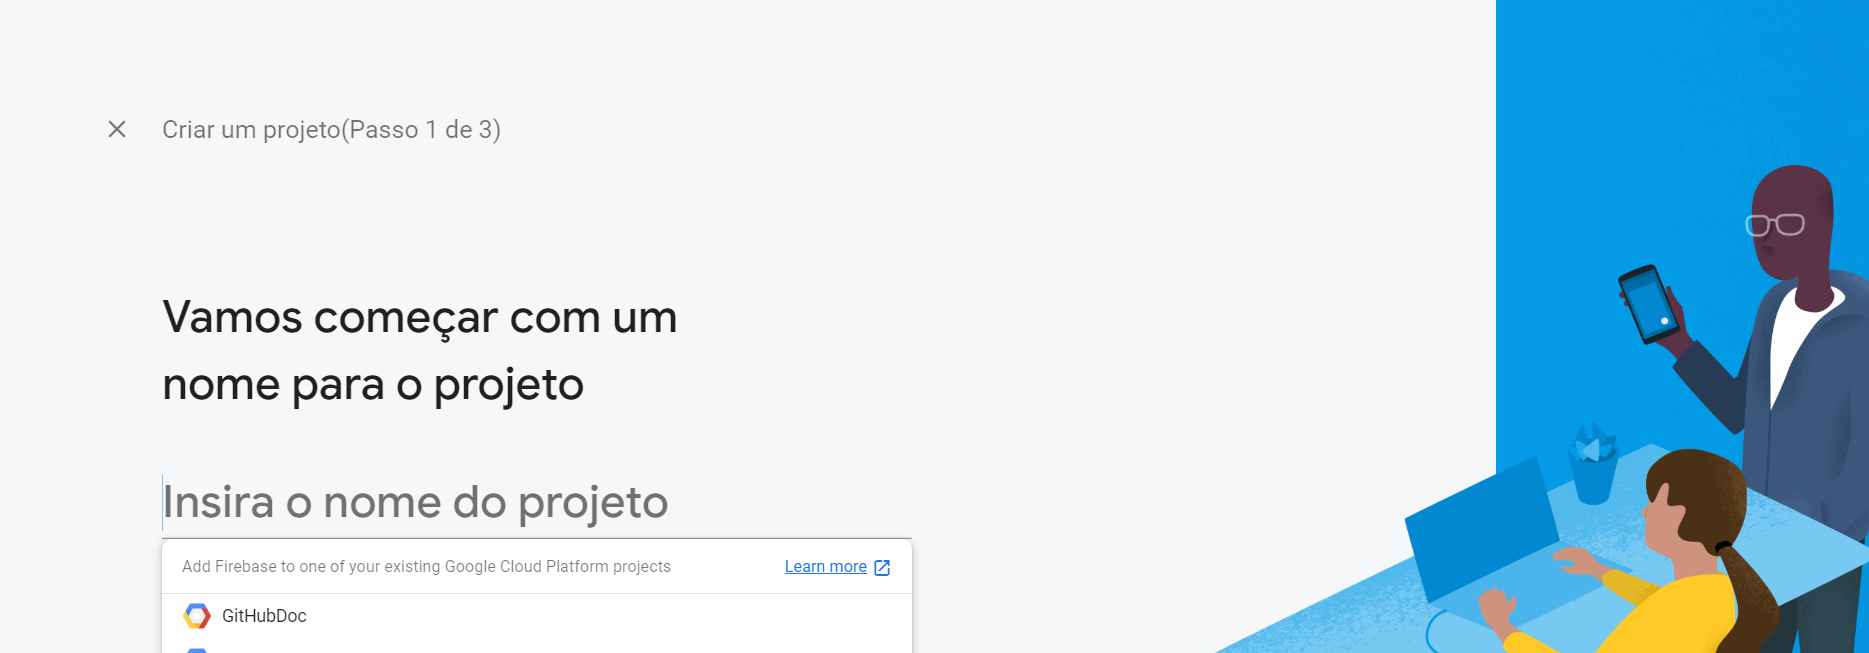 Criar um projeto(Passo 1 de 3)
Vamos começar com um
nome para o projeto
Insira o nome do projeto
Add Firebase to one of your existing Google Cloud Platform projects Learn more
GitHubDoc